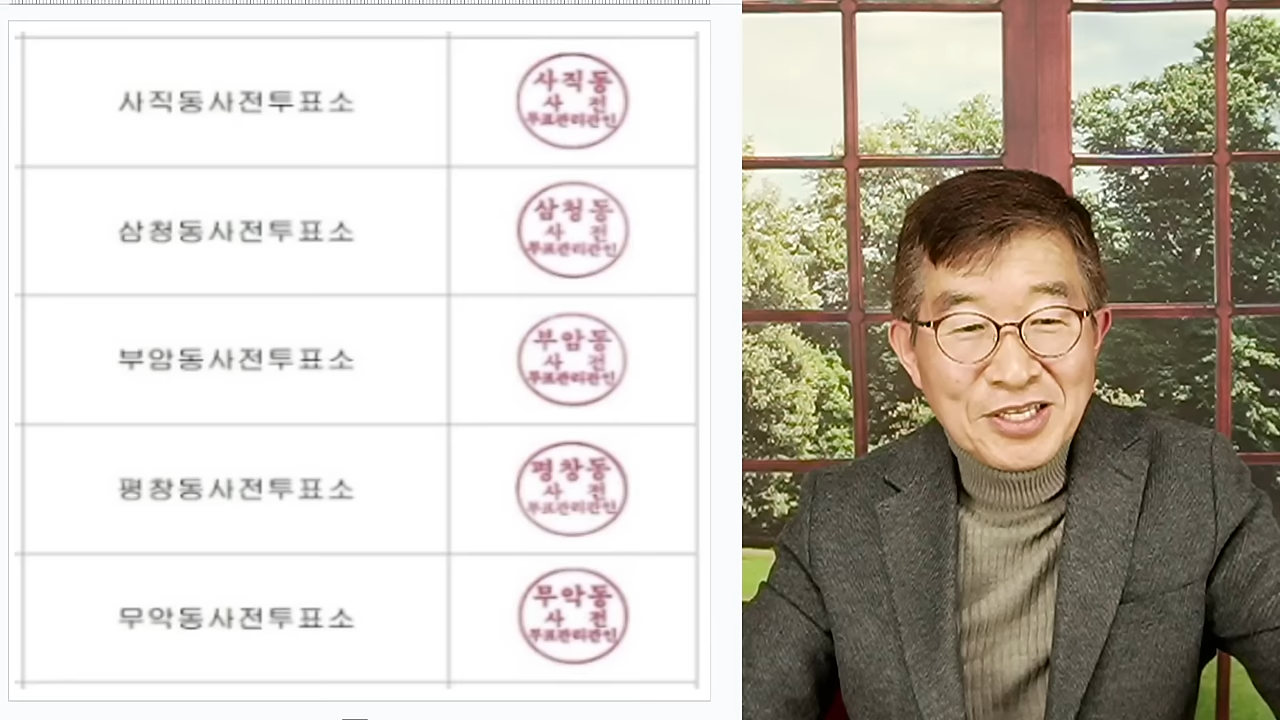 사직동사전투표소
사직동
사 전
투표관리관인
삼청동사전투표소
삼청동
사 전
투표관리관인
부암동사전투표소
부암동
사 전
투표관리관인
평창동사전투표소
평창동
사 전
투표관리관인
무악동사전투표소
무악동
사 전
투표관리관인